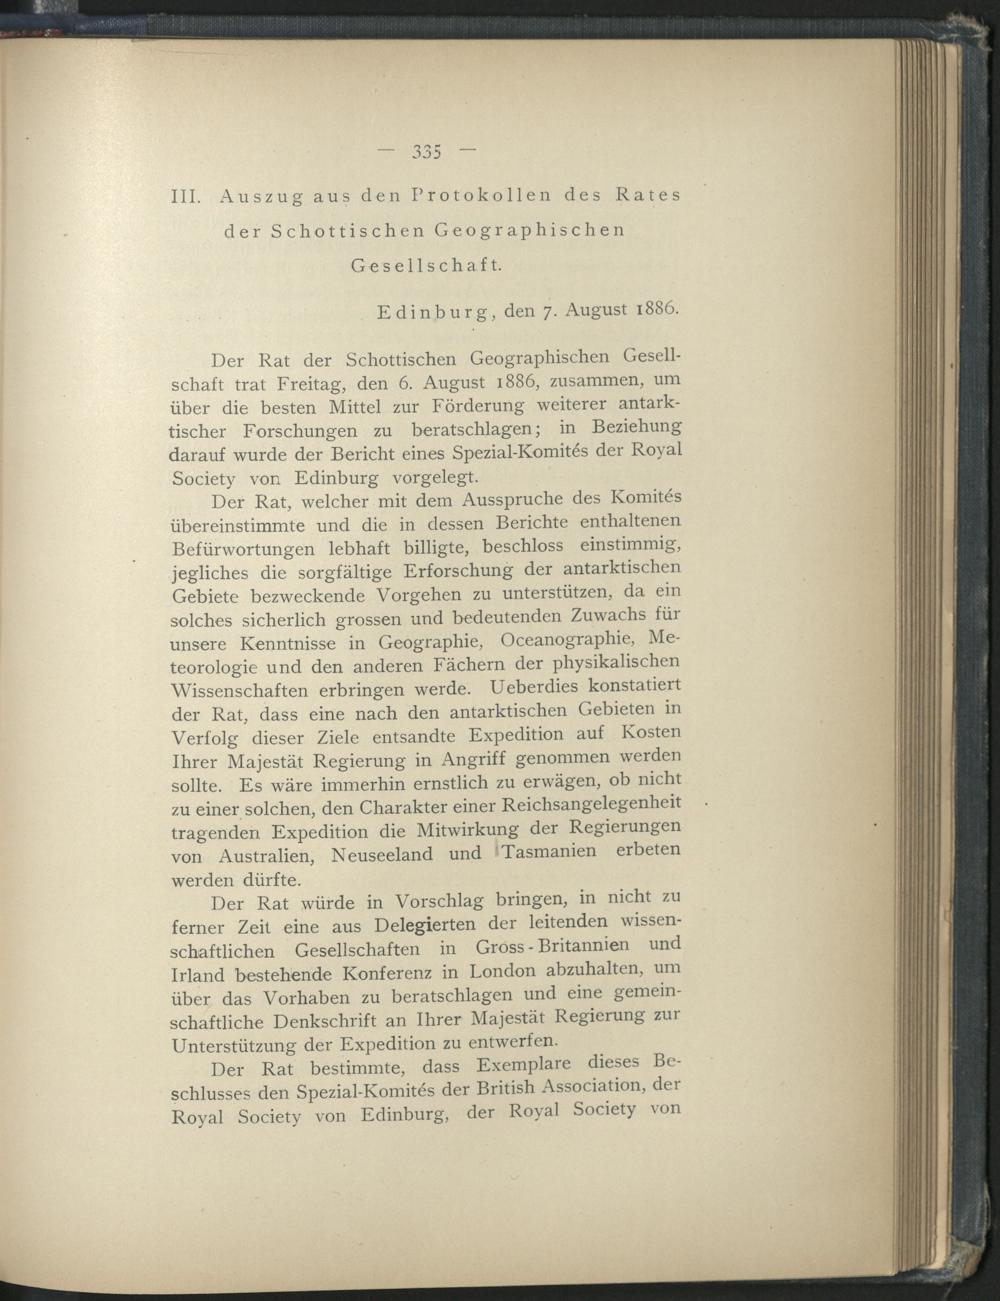 — 335 —
III. Auszug aus den Protokollen des Rates
der Schottischen Geographischen
Gesellschaft.
Edinburg, den 7. August 1886.
Der Rat der Schottischen Geographischen Gesell-
schaft trat Freitag, den 6. August 1886, zusammen, um
über die besten Mittel zur Förderung weiterer antark-
tischer Forschungen zu beratschlagen; in Beziehung
darauf wurde der Bericht eines Spezial-Komités der Royal
Society von Edinburg vorgelegt.
Der Rat, welcher mit dem Ausspruche des Komités
übereinstimmte und die in dessen Berichte enthaltenen
Befürwortungen lebhaft billigte, beschloss einstimmig,
jegliches die sorgfältige Erforschung der antarktischen
Gebiete bezweckende Vorgehen zu unterstützen, da ein
solches sicherlich grossen und bedeutenden Zuwachs für
unsere Kenntnisse in Geographie, Oceanographie, Me-
teorologie und den anderen Fächern der physikalischen
Wissenschaften erbringen werde. Ueberdies konstatiert
der Rat, dass eine nach den antarktischen Gebieten in
Verfolg dieser Ziele entsandte Expedition auf Kosten
Ihrer Majestät Regierung in Angriff genommen werden
sollte. Es wäre immerhin ernstlich zu erwägen, ob nicht
zu einer solchen, den Charakter einer Reichsangelegenheit
tragenden Expedition die Mitwirkung der Regierungen
von Australien, Neuseeland und Tasmanien erbeten
werden dürfte.
Der Rat würde in Vorschlag bringen, in nicht zu
ferner Zeit eine aus Delegierten der leitenden wissen-
schaftlichen Gesellschaften in Gross-Britannien und
Irland bestehende Konferenz in London abzuhalten, um
über das Vorhaben zu beratschlagen und eine gemein-
schaftliche Denkschrift an Ihrer Majestät Regierung zur
Unterstützung der Expedition zu entwerfen.
Der Rat bestimmte, dass Exemplare dieses Be-
schlusses den Spezial-Komités der British Association, der
Royal Society von Edinburg, der Royal Society von